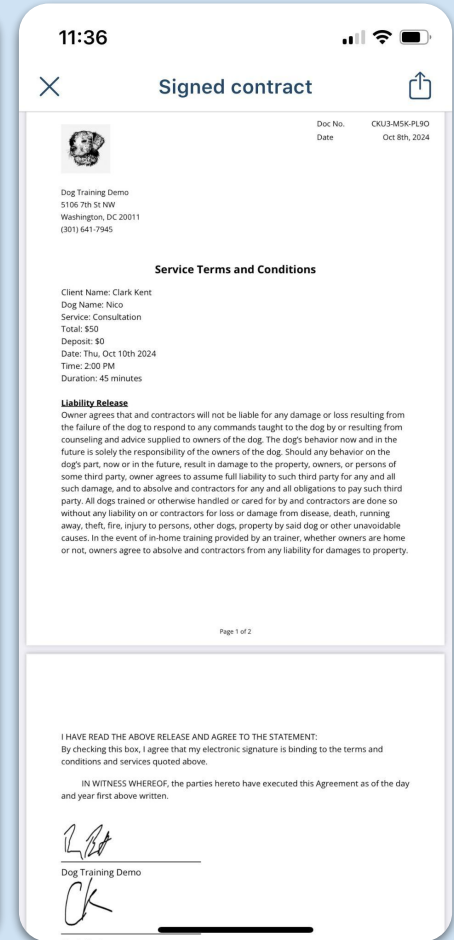 11:36
Signed contract
Doc No. CKU3-M5K-PL9O
Date Oct 8th, 2024
Dog Training Demo
5106 7th St NW
Washington, DC 20011
(301) 641-7945
Service Terms and Conditions
Client Name: Clark Kent
Dog Name: Nico
Service: Consultation
Total: $50
Deposit: $0
Date: Thu, Oct 10th 2024
Time: 2:00 PM
Duration: 45 minutes
Liability Release
Owner agrees that and contractors will not be liable for any damage or loss resulting from
the failure of the dog to respond to any commands taught to the dog by or resulting from
counseling and advice supplied to owners of the dog. The dog's behavior now and in the
future is solely the responsibility of the owners of the dog. Should any behavior on the
dog's part, now or in the future, result in damage to the property, owners, or persons of
some third party, owner agrees to assume full liability to such third party for any and all
such damage, and to absolve and contractors for any and all obligations to pay such third
party. All dogs trained or otherwise handled or cared for by and contractors are done so
without any liability on or contractors for loss or damage from disease, death, running
away, theft, fire, injury to persons, other dogs, property by said dog or other unavoidable
causes. In the event of in-home training provided by an trainer, whether owners are home
or not, owners agree to absolve and contractors from any liability for damages to property.
Page 1 of 2
I HAVE READ THE ABOVE RELEASE AND AGREE TO THE STATEMENT:
By checking this box, I agree that my electronic signature is binding to the terms and
conditions and services quoted above.
IN WITNESS WHEREOF, the parties hereto have executed this Agreement as of the day
and year first above written.
Dog Training Demo
CK